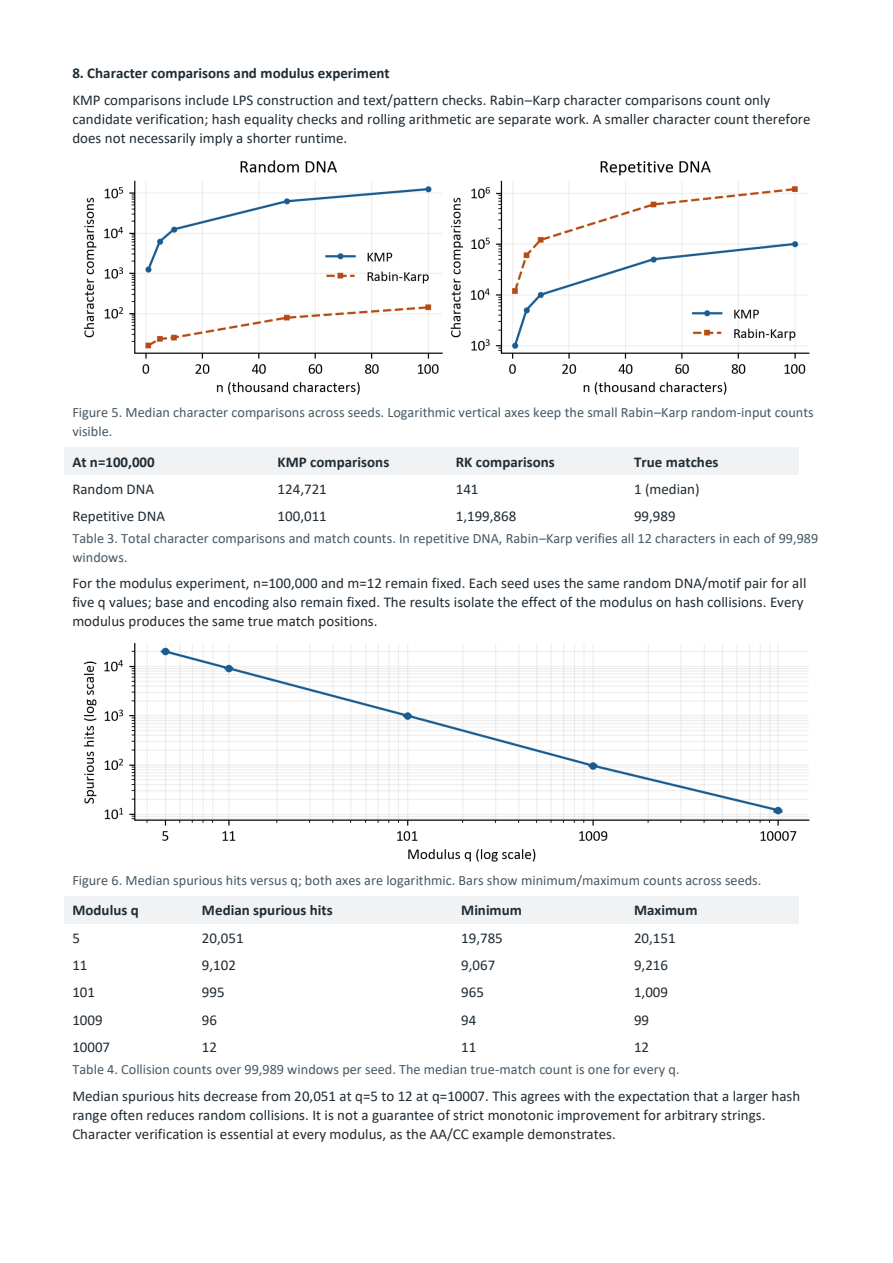 8. Character comparisons and modulus experiment
KMP comparisons include LPS construction and text/pattern checks. Rabin–Karp character comparisons count only
candidate verification; hash equality checks and rolling arithmetic are separate work. A smaller character count therefore
does not necessarily imply a shorter runtime.
Random DNA
Character comparisons
10⁵
10⁴
10³
10²
KMP
Rabin-Karp
0 20 40 60 80 100
n (thousand characters)
Repetitive DNA
Character comparisons
10⁶
10⁵
10⁴
10³
KMP
Rabin-Karp
0 20 40 60 80 100
n (thousand characters)
Figure 5. Median character comparisons across seeds. Logarithmic vertical axes keep the small Rabin–Karp random-input counts
visible.
At n=100,000 KMP comparisons RK comparisons True matches
Random DNA 124,721 141 1 (median)
Repetitive DNA 100,011 1,199,868 99,989
Table 3. Total character comparisons and match counts. In repetitive DNA, Rabin–Karp verifies all 12 characters in each of 99,989
windows.
For the modulus experiment, n=100,000 and m=12 remain fixed. Each seed uses the same random DNA/motif pair for all
five q values; base and encoding also remain fixed. The results isolate the effect of the modulus on hash collisions. Every
modulus produces the same true match positions.
Spurious hits (log scale)
10⁴
10³
10²
10¹
5 11 101 1009 10007
Modulus q (log scale)
Figure 6. Median spurious hits versus q; both axes are logarithmic. Bars show minimum/maximum counts across seeds.
Modulus q Median spurious hits Minimum Maximum
5 20,051 19,785 20,151
11 9,102 9,067 9,216
101 995 965 1,009
1009 96 94 99
10007 12 11 12
Table 4. Collision counts over 99,989 windows per seed. The median true-match count is one for every q.
Median spurious hits decrease from 20,051 at q=5 to 12 at q=10007. This agrees with the expectation that a larger hash
range often reduces random collisions. It is not a guarantee of strict monotonic improvement for arbitrary strings.
Character verification is essential at every modulus, as the AA/CC example demonstrates.